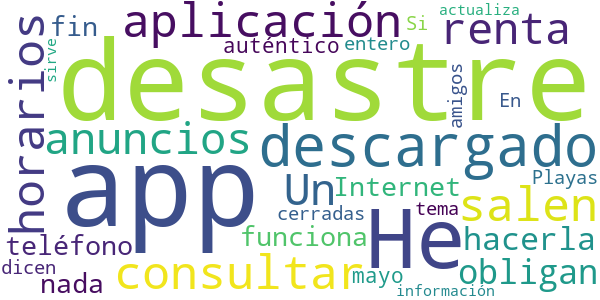 actualiza
aplicación Si renta
fin auténtico entero
horarios sirve desastre amigos En
anuncios descargado
app Un Internet Playas
He cerradas tema salen
teléfono funciona hacerla
dicen nada consultar mayo obligan
información